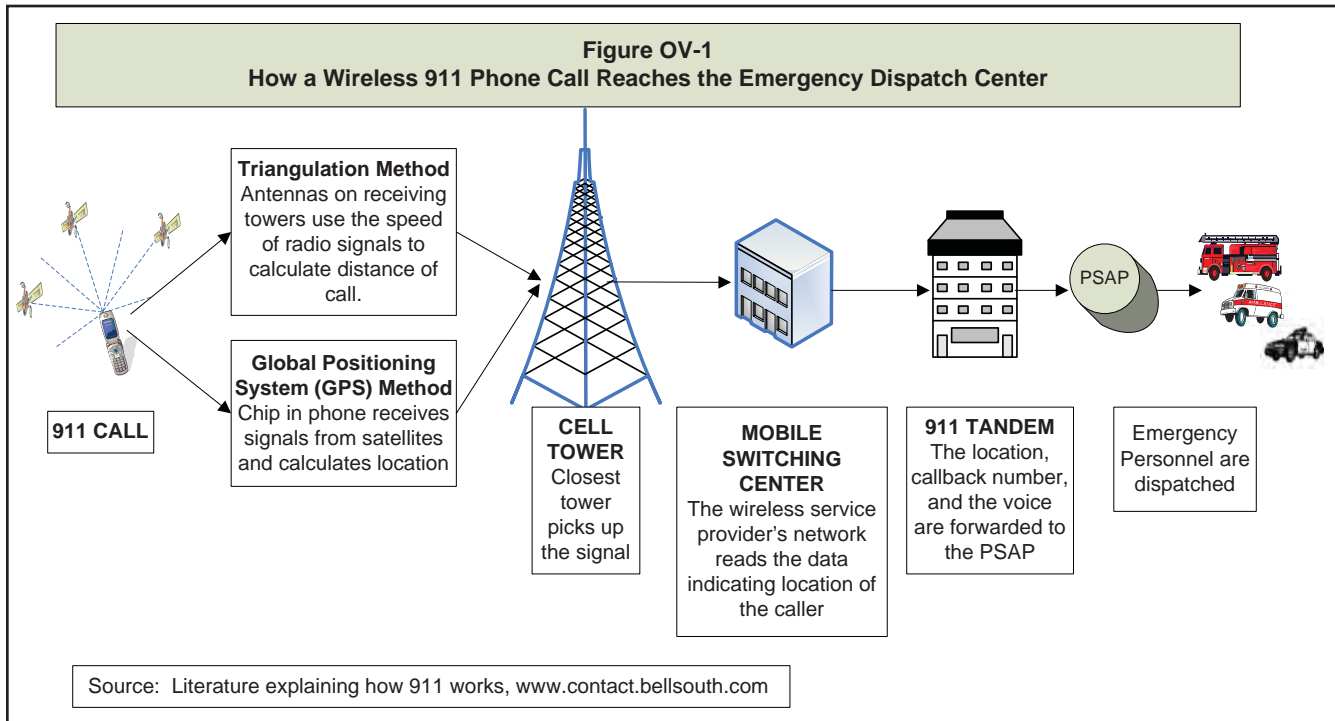 Figure OV-1
How a Wireless 911 Phone Call Reaches the Emergency Dispatch Center
911 CALL
Triangulation Method
Antennas on receiving
towers use the speed
of radio signals to
calculate distance of
call.
Global Positioning
System (GPS) Method
Chip in phone receives
signals from satellites
and calculates location
CELL
TOWER
Closest
tower
picks up
the signal
MOBILE
SWITCHING
CENTER
The wireless service
provider's network
reads the data
indicating location of
the caller
911 TANDEM
The location,
callback number,
and the voice
are forwarded to
the PSAP
PSAP
AMBULANCE
Emergency
Personnel are
dispatched
Source: Literature explaining how 911 works, www.contact.bellsouth.com